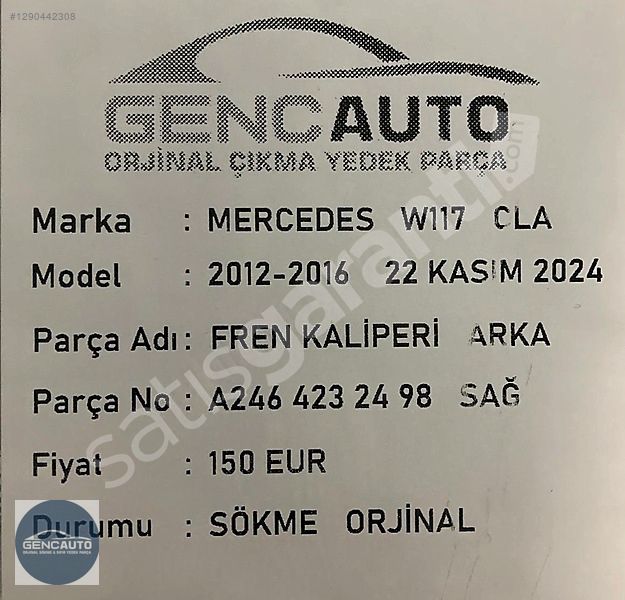 #1290442308
GENCAUTO
ORJİNAL ÇIKMA YEDEK PARÇA
Marka : MERCEDES W117 CLA
Model : 2012-2016 22 KASIM 2024
Parça Adı : FREN KALİPERİ ARKA
Parça No : A246 423 24 98 SAĞ
Fiyat : 150 EUR
Durumu : SÖKME ORJİNAL
satisgaranti.com
GENCAUTO